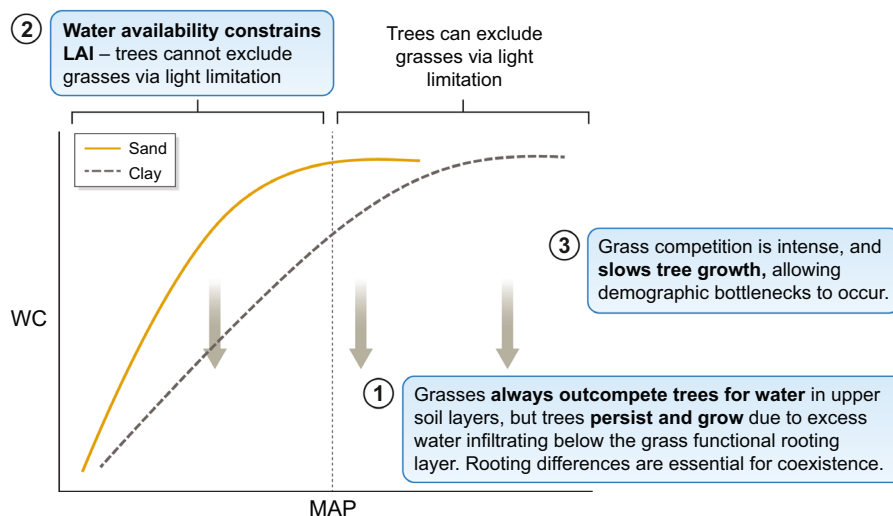 2
Water availability constrains
LAI – trees cannot exclude
grasses via light limitation
Trees can exclude
grasses via light
limitation
Sand
Clay
WC
3
Grass competition is intense, and
slows tree growth, allowing
demographic bottlenecks to occur.
1
Grasses always outcompete trees for water in upper
soil layers, but trees persist and grow due to excess
water infiltrating below the grass functional rooting
layer. Rooting differences are essential for coexistence.
MAP